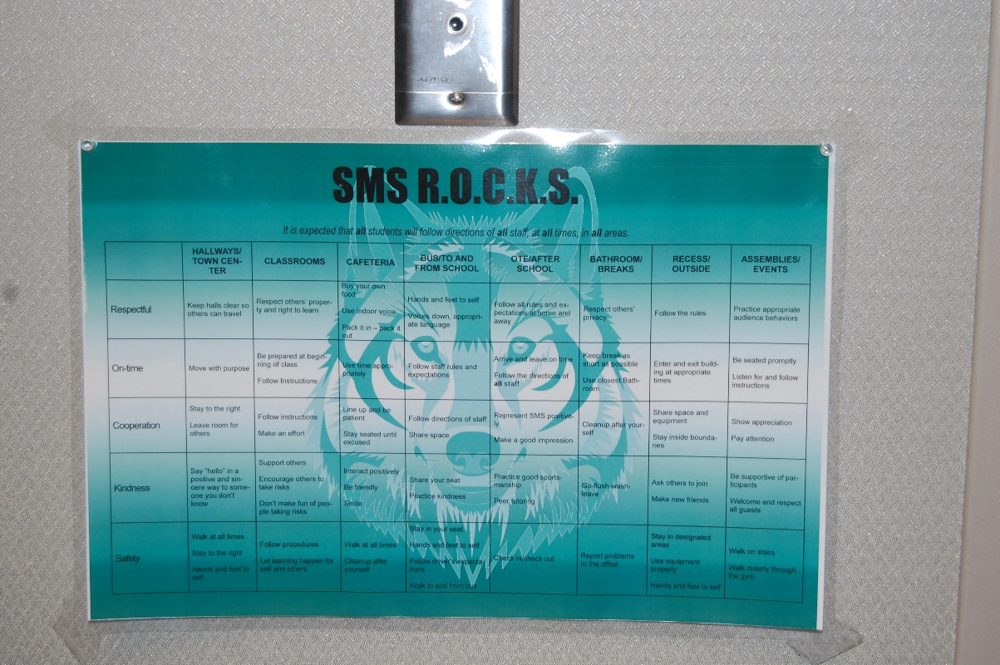 ALERTON
SMS R.O.C.K.S.
It is expected that all students will follow directions of all staff, at all times, in all areas.
HALLWAYS/
TOWN CEN-
TER
CLASSROOMS
CAFETERIA
BUS/TO AND
FROM SCHOOL
OTE/AFTER
SCHOOL
BATHROOM/
BREAKS
RECESS/
OUTSIDE
ASSEMBLIES/
EVENTS
Respectful
Keep halls clear so
others can travel
Respect others' proper-
ty and right to learn
Buy your own
food
Use indoor voice
Pack it in – pack it
out
Hands and feet to self
Voices down, appropri-
ate language
Follow all rules and ex-
pectations at home and
away
Respect others'
privacy
Follow the rules
Practice appropriate
audience behaviors
On-time
Move with purpose
Be prepared at begin-
ning of class
Follow Instructions
Use time appro-
priately
Follow staff rules and
expectations
Arrive and leave on time
Follow the directions of
all staff
Keep break as
short as possible
Use closest Bath-
room
Enter and exit build-
ing at appropriate
times
Be seated promptly
Listen for and follow
instructions
Cooperation
Stay to the right
Leave room for
others
Follow instructions
Make an effort
Line up and be
patient
Stay seated until
excused
Follow directions of staff
Share space
Represent SMS positive-
ly
Make a good impression
Cleanup after your-
self
Share space and
equipment
Stay inside bounda-
ries
Show appreciation
Pay attention
Kindness
Say "hello" in a
positive and sin-
cere way to some-
one you don't
know
Support others
Encourage others to
take risks
Don't make fun of peo-
ple taking risks
Interact positively
Be friendly
Smile
Share your seat
Practice kindness
Practice good sports-
manship
Peer tutoring
Go-flush-wash-
leave
Ask others to join
Make new friends
Be supportive of par-
ticipants
Welcome and respect
all guests
Safety
Walk at all times
Stay to the right
Hands and feet to
self
Follow procedures
Let learning happen for
self and others
Walk at all times
Cleanup after
yourself
Stay in your seat
Hands and feet to self
Follow driver's expecta-
tions
Walk to and from bus
Check in/check out
Report problems
to the office
Stay in designated
areas
Use equipment
properly
Hands and feet to self
Walk on stairs
Walk orderly through
the gym